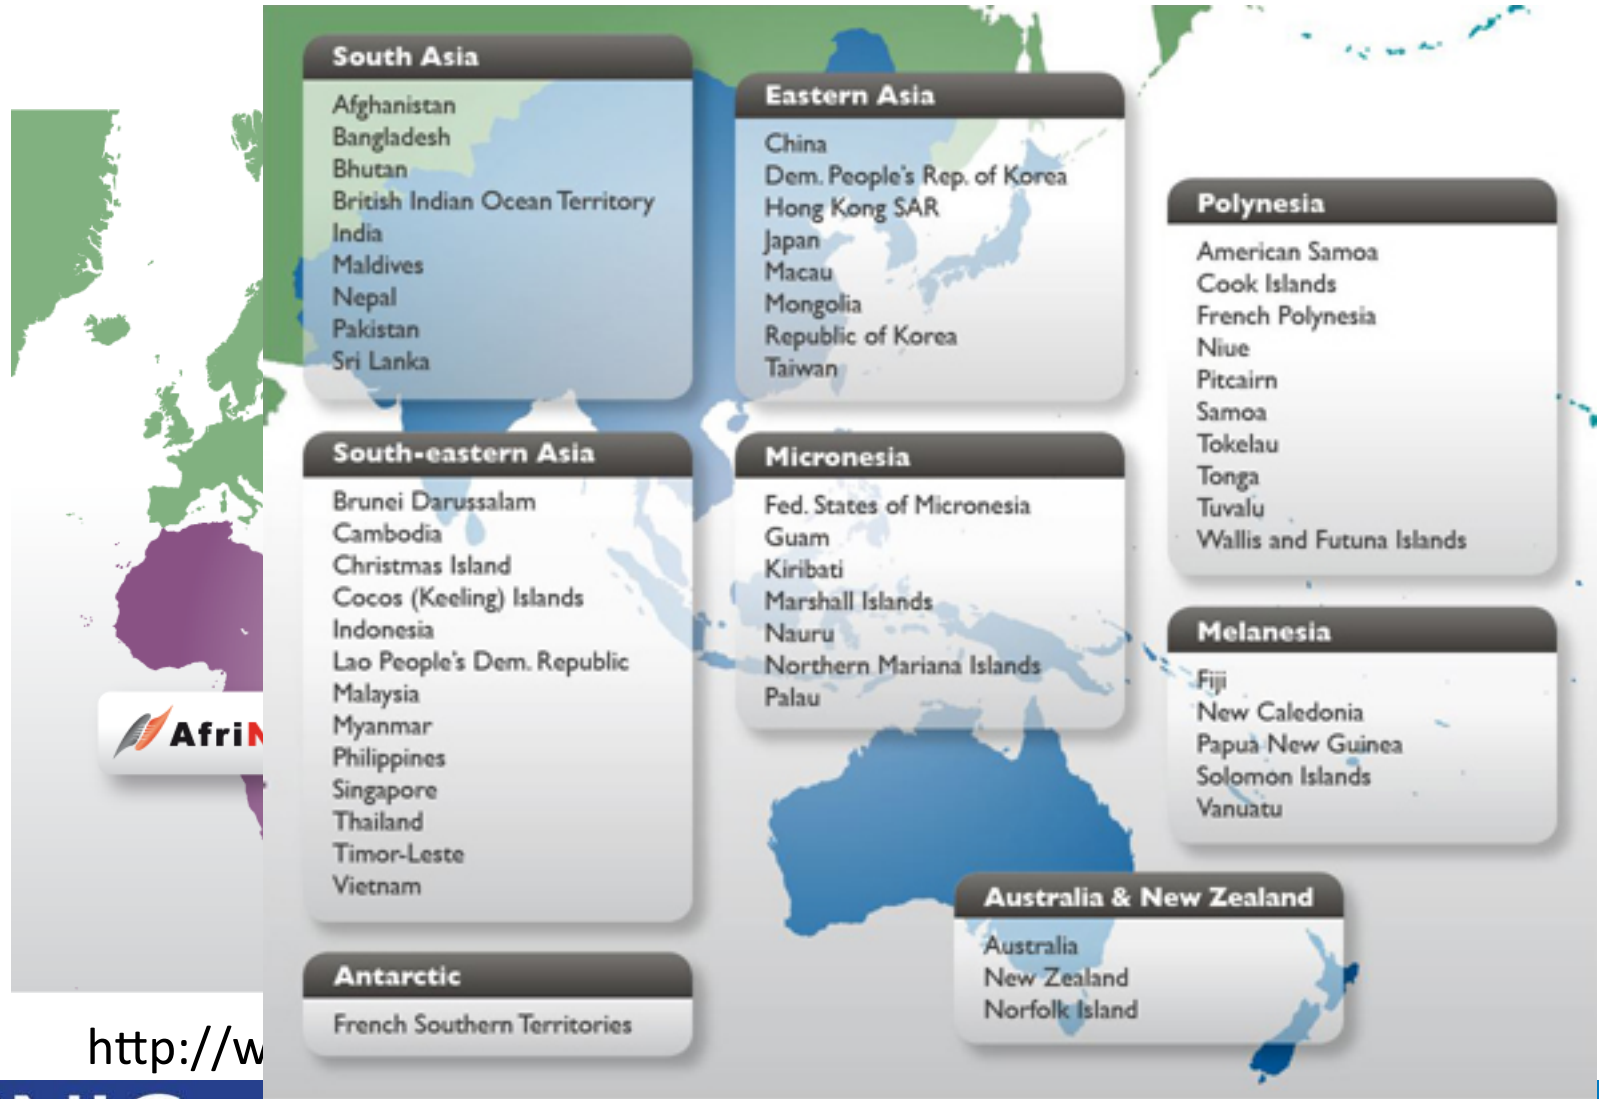 South Asia
Afghanistan
Bangladesh
Bhutan
British Indian Ocean Territory
India
Maldives
Nepal
Pakistan
Sri Lanka
Eastern Asia
China
Dem. People's Rep. of Korea
Hong Kong SAR
Japan
Macau
Mongolia
Republic of Korea
Taiwan
Polynesia
American Samoa
Cook Islands
French Polynesia
Niue
Pitcairn
Samoa
Tokelau
Tonga
Tuvalu
Wallis and Futuna Islands
South-eastern Asia
Brunei Darussalam
Cambodia
Christmas Island
Cocos (Keeling) Islands
Indonesia
Lao People's Dem. Republic
Malaysia
Myanmar
Philippines
Singapore
Thailand
Timor-Leste
Vietnam
Micronesia
Fed. States of Micronesia
Guam
Kiribati
Marshall Islands
Nauru
Northern Mariana Islands
Palau
Melanesia
Fiji
New Caledonia
Papua New Guinea
Solomon Islands
Vanuatu
Australia & New Zealand
Australia
New Zealand
Norfolk Island
Antarctic
French Southern Territories
Afri
http://w